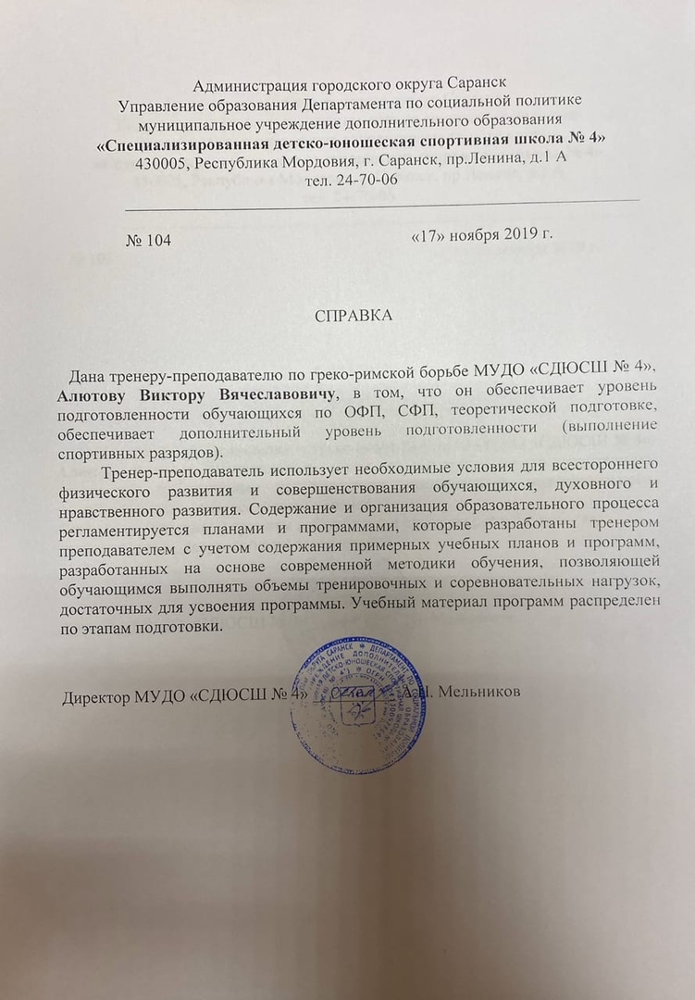 Администрация городского округа Саранск
Управление образования Департамента по социальной политике
муниципальное учреждение дополнительного образования
«Специализированная детско-юношеская спортивная школа № 4»
430005, Республика Мордовия, г. Саранск, пр.Ленина, д.1 А
тел. 24-70-06
№ 104 «17» ноября 2019 г.
СПРАВКА
Дана тренеру-преподавателю по греко-римской борьбе МУДО «СДЮСШ № 4»,
Алютову Виктору Вячеславовичу, в том, что он обеспечивает уровень
подготовленности обучающихся по ОФП, СФП, теоретической подготовке,
обеспечивает дополнительный уровень подготовленности (выполнение
спортивных разрядов).
Тренер-преподаватель использует необходимые условия для всестороннего
физического развития и совершенствования обучающихся, духовного и
нравственного развития. Содержание и организация образовательного процесса
регламентируется планами и программами, которые разработаны тренером
преподавателем с учетом содержания примерных учебных планов и программ,
разработанных на основе современной методики обучения, позволяющей
обучающимся выполнять объемы тренировочных и соревновательных нагрузок,
достаточных для усвоения программы. Учебный материал программ распределен
по этапам подготовки.
Директор МУДО «СДЮСШ № 4» Мельников